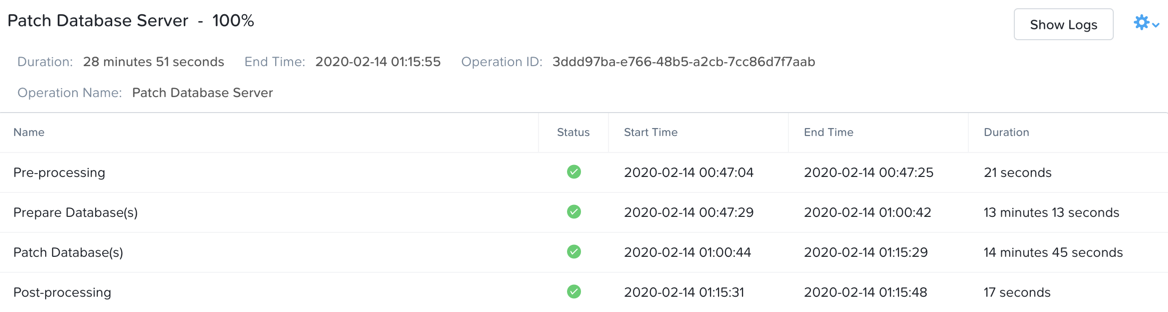 Patch Database Server - 100%
Show Logs
Duration: 28 minutes 51 seconds End Time: 2020-02-14 01:15:55 Operation ID: 3ddd97ba-e766-48b5-a2cb-7cc86d7f7aab
Operation Name: Patch Database Server
Name Status Start Time End Time Duration
Pre-processing 2020-02-14 00:47:04 2020-02-14 00:47:25 21 seconds
Prepare Database(s) 2020-02-14 00:47:29 2020-02-14 01:00:42 13 minutes 13 seconds
Patch Database(s) 2020-02-14 01:00:44 2020-02-14 01:15:29 14 minutes 45 seconds
Post-processing 2020-02-14 01:15:31 2020-02-14 01:15:48 17 seconds